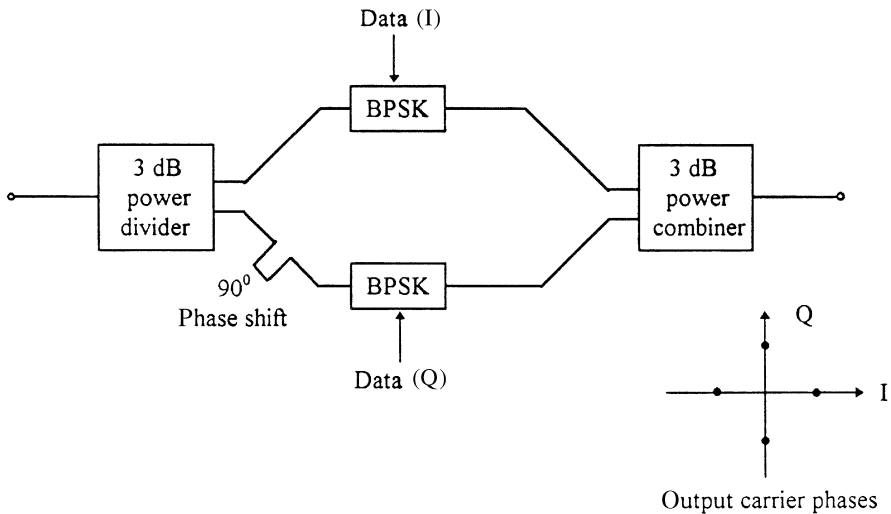 Data (I)
BPSK
3 dB
power
divider
3 dB
power
combiner
90⁰
Phase shift
BPSK
Data (Q)
Q
I
Output carrier phases